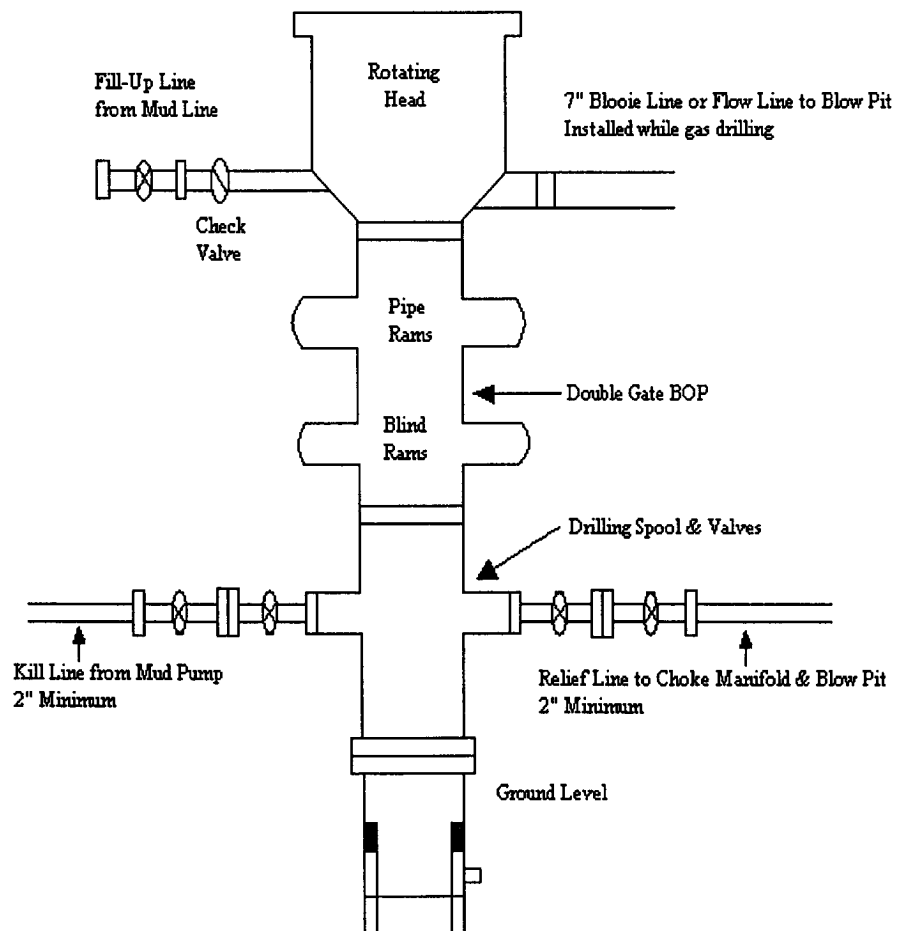 Rotating
Head
Fill-Up Line
from Mud Line
7" Blooie Line or Flow Line to Blow Pit
Installed while gas drilling
Check
Valve
Pipe
Rams
Double Gate BOP
Blind
Rams
Drilling Spool & Valves
Kill Line from Mud Pump
2" Minimum
Relief Line to Choke Manifold & Blow Pit
2" Minimum
Ground Level